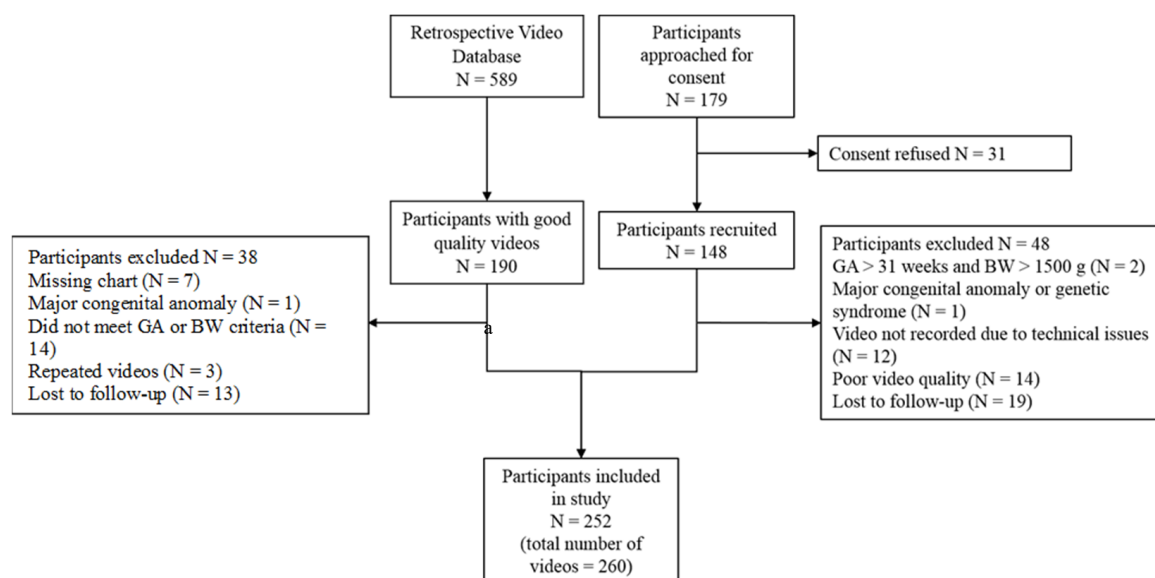 Retrospective Video
Database
N = 589
Participants
approached for
consent
N = 179
Consent refused N = 31
Participants with good
quality videos
N = 190
Participants recruited
N = 148
Participants excluded N = 38
Missing chart (N = 7)
Major congenital anomaly (N = 1)
Did not meet GA or BW criteria (N =
14)
Repeated videos (N = 3)
Lost to follow-up (N = 13)
a
Participants excluded N = 48
GA > 31 weeks and BW > 1500 g (N = 2)
Major congenital anomaly or genetic
syndrome (N = 1)
Video not recorded due to technical issues
(N = 12)
Poor video quality (N = 14)
Lost to follow-up (N = 19)
Participants included
in study
N = 252
(total number of
videos = 260)